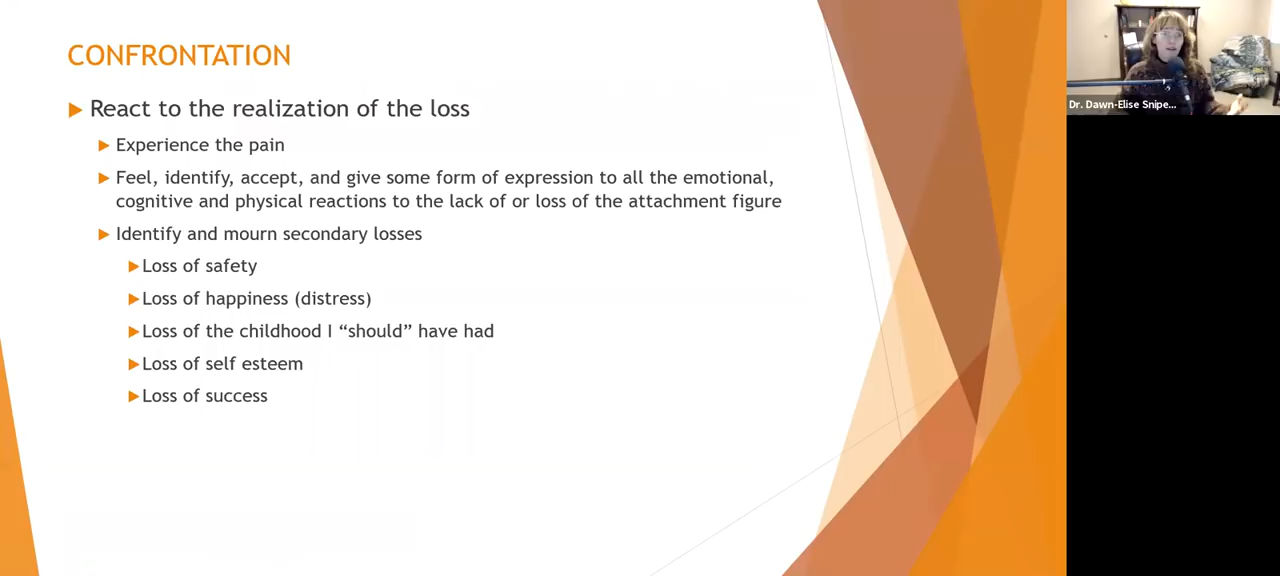 CONFRONTATION
React to the realization of the loss
Experience the pain
Feel, identify, accept, and give some form of expression to all the emotional,
cognitive and physical reactions to the lack of or loss of the attachment figure
Identify and mourn secondary losses
Loss of safety
Loss of happiness (distress)
Loss of the childhood I “should” have had
Loss of self esteem
Loss of success
Dr. Dawn-Elise Snipe...